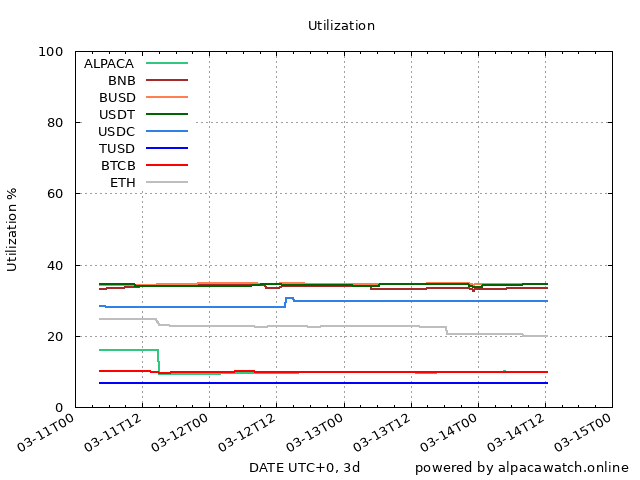 Utilization
100
80
60
40
20
0
Utilization %
ALPACA
BNB
BUSD
USDT
USDC
TUSD
BTCB
ETH
03-11T00
03-11T12
03-12T00
03-12T12
03-13T00
03-13T12
03-14T00
03-14T12
03-15T00
DATE UTC+0, 3d
powered by alpacawatch.online